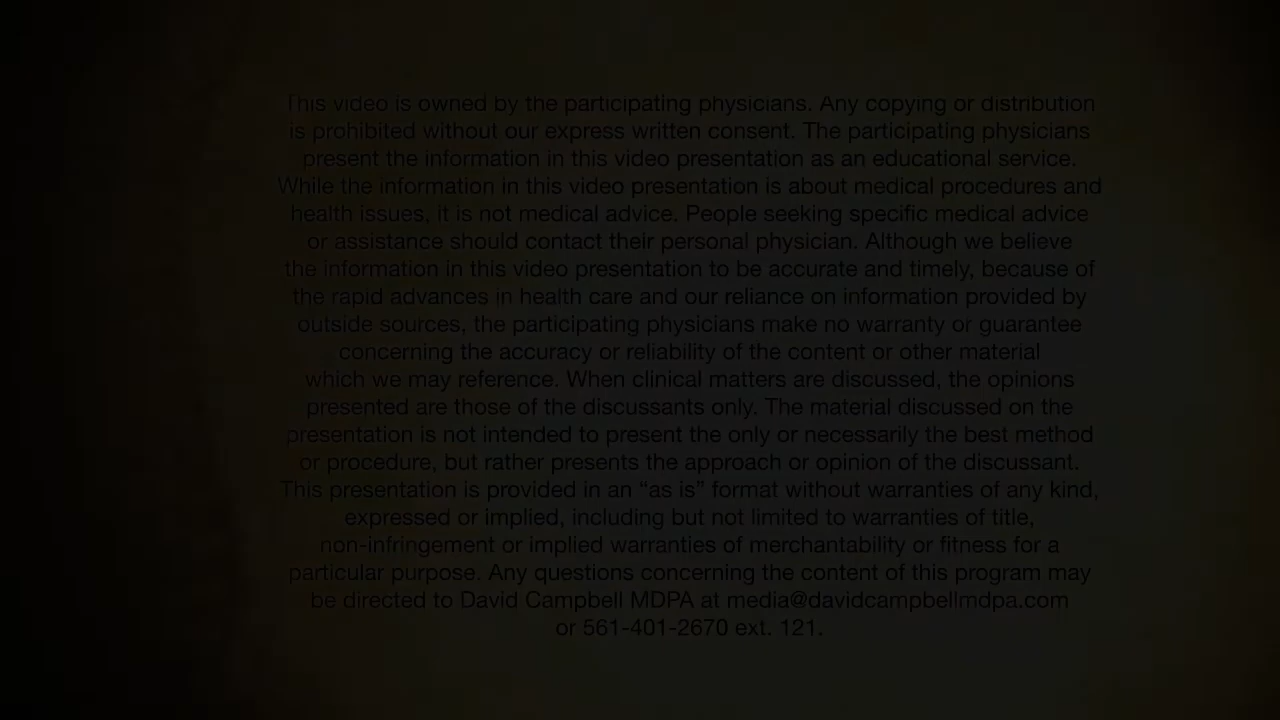 This video is owned by the participating physicians. Any copying or distribution
is prohibited without our express written consent. The participating physicians
present the information in this video presentation as an educational service.
While the information in this video presentation is about medical procedures and
health issues, it is not medical advice. People seeking specific medical advice
or assistance should contact their personal physician. Although we believe
the information in this video presentation to be accurate and timely, because of
the rapid advances in health care and our reliance on information provided by
outside sources, the participating physicians make no warranty or guarantee
concerning the accuracy or reliability of the content or other material
which we may reference. When clinical matters are discussed, the opinions
presented are those of the discussants only. The material discussed on the
presentation is not intended to present the only or necessarily the best method
or procedure, but rather presents the approach or opinion of the discussant.
This presentation is provided in an “as is” format without warranties of any kind,
expressed or implied, including but not limited to warranties of title,
non-infringement or implied warranties of merchantability or fitness for a
particular purpose. Any questions concerning the content of this program may
be directed to David Campbell MDPA at media@davidcampbellmdpa.com
or 561-401-2670 ext. 121.